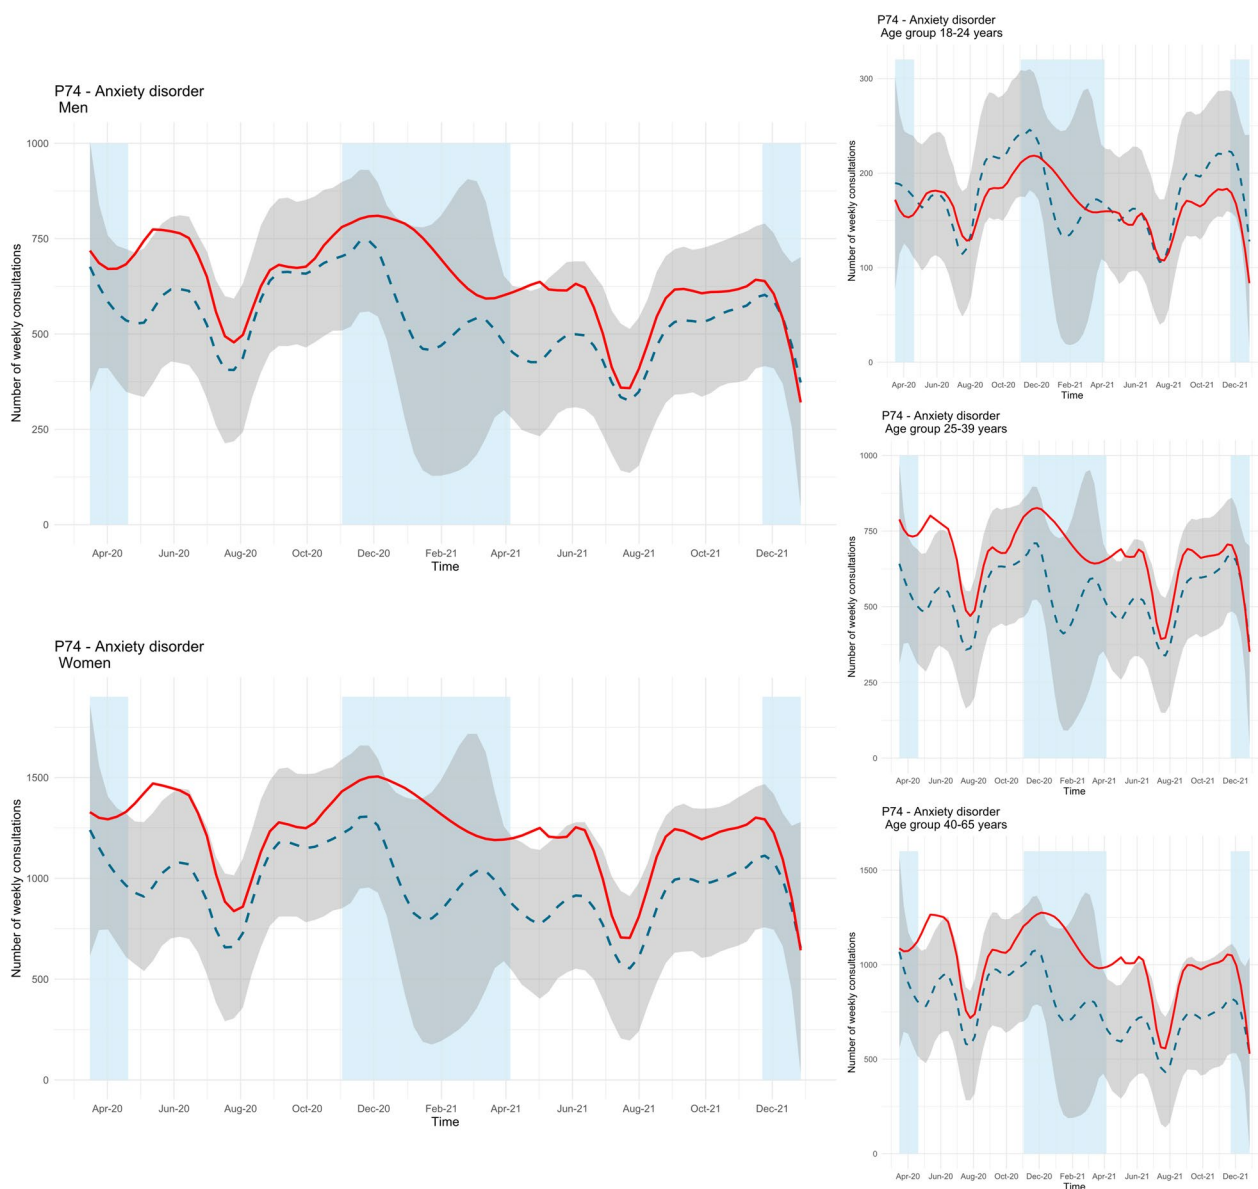 P74 - Anxiety disorder
Men
Number of weekly consultations
1000
750
500
250
0
Apr-20 Jun-20 Aug-20 Oct-20 Dec-20 Feb-21 Apr-21 Jun-21 Aug-21 Oct-21 Dec-21
Time
P74 - Anxiety disorder
Women
Number of weekly consultations
1500
1000
500
0
Apr-20 Jun-20 Aug-20 Oct-20 Dec-20 Feb-21 Apr-21 Jun-21 Aug-21 Oct-21 Dec-21
Time
P74 - Anxiety disorder
Age group 18-24 years
Number of weekly consultations
300
200
100
0
Apr-20 Jun-20 Aug-20 Oct-20 Dec-20 Feb-21 Apr-21 Jun-21 Aug-21 Oct-21 Dec-21
Time
P74 - Anxiety disorder
Age group 25-39 years
Number of weekly consultations
1000
750
500
250
0
Apr-20 Jun-20 Aug-20 Oct-20 Dec-20 Feb-21 Apr-21 Jun-21 Aug-21 Oct-21 Dec-21
Time
P74 - Anxiety disorder
Age group 40-65 years
Number of weekly consultations
1500
1000
500
0
Apr-20 Jun-20 Aug-20 Oct-20 Dec-20 Feb-21 Apr-21 Jun-21 Aug-21 Oct-21 Dec-21
Time